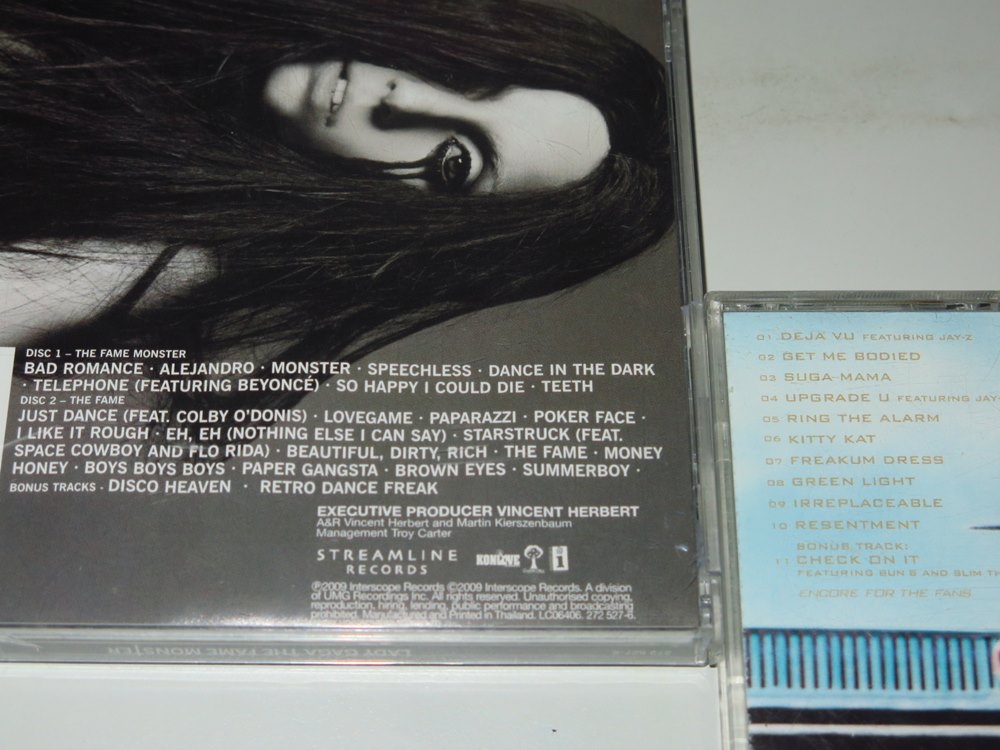 DISC 1 – THE FAME MONSTER
BAD ROMANCE · ALEJANDRO · MONSTER · SPEECHLESS · DANCE IN THE DARK
· TELEPHONE (FEATURING BEYONCÉ) · SO HAPPY I COULD DIE · TEETH
DISC 2 – THE FAME
JUST DANCE (FEAT. COLBY O'DONIS) · LOVEGAME · PAPARAZZI · POKER FACE ·
I LIKE IT ROUGH · EH, EH (NOTHING ELSE I CAN SAY) · STARSTRUCK (FEAT.
SPACE COWBOY AND FLO RIDA) · BEAUTIFUL, DIRTY, RICH · THE FAME · MONEY
HONEY · BOYS BOYS BOYS · PAPER GANGSTA · BROWN EYES · SUMMERBOY ·
BONUS TRACKS · DISCO HEAVEN · RETRO DANCE FREAK
EXECUTIVE PRODUCER VINCENT HERBERT
A&R Vincent Herbert and Martin Kierszenbaum
Management Troy Carter
STREAMLINE
RECORDS
KONLIVE
i
℗2009 Interscope Records ©2009 Interscope Records. A division
of UMG Recordings Inc. All rights reserved. Unauthorised copying,
reproduction, hiring, lending, public performance and broadcasting
prohibited. Manufactured and Printed in Thailand. LC06406. 272 527-6.
LADY GAGA THE FAME MONSTER 272 527-6
01 DEJA VU FEATURING JAY-Z
02 GET ME BODIED
03 SUGA MAMA
04 UPGRADE U FEATURING JAY-
05 RING THE ALARM
06 KITTY KAT
07 FREAKUM DRESS
08 GREEN LIGHT
09 IRREPLACEABLE
10 RESENTMENT
BONUS TRACK:
11 CHECK ON IT
FEATURING BUN B AND SLIM TH
ENCORE FOR THE FANS